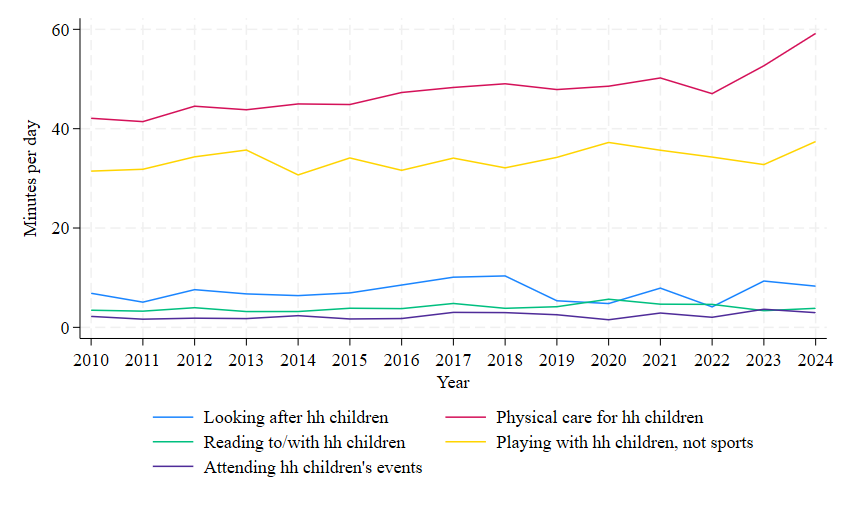 60
40
20
0
Minutes per day
2010 2011 2012 2013 2014 2015 2016 2017 2018 2019 2020 2021 2022 2023 2024
Year
Looking after hh children Physical care for hh children
Reading to/with hh children Playing with hh children, not sports
Attending hh children's events